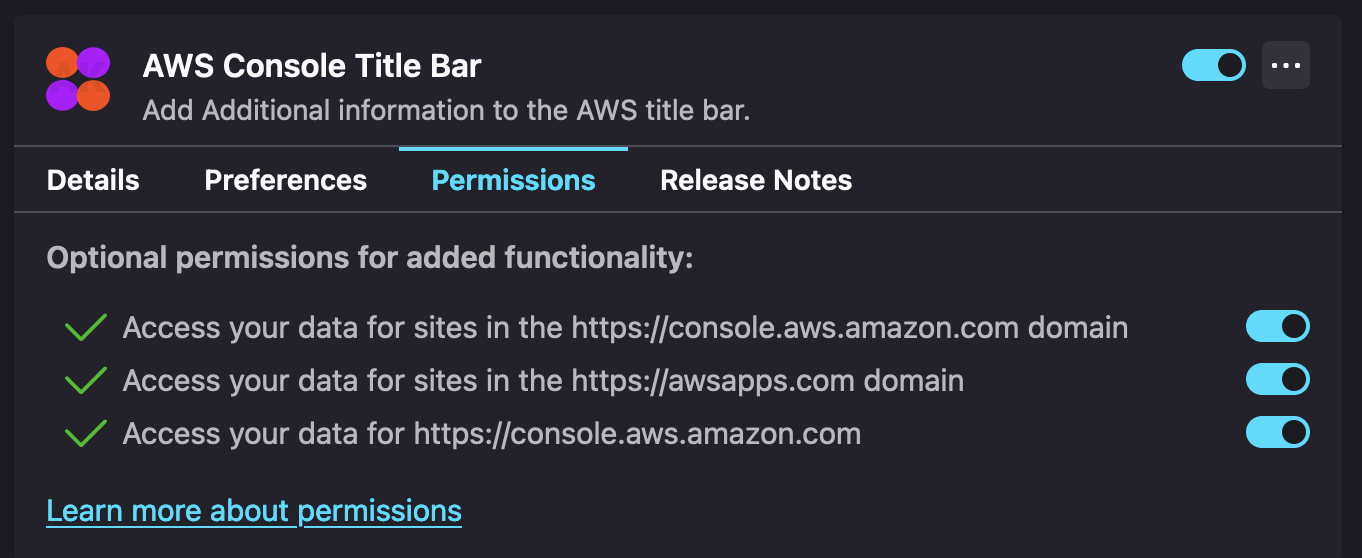 AWS Console Title Bar
Add Additional information to the AWS title bar.
Details Preferences Permissions Release Notes
Optional permissions for added functionality:
Access your data for sites in the https://console.aws.amazon.com domain
Access your data for sites in the https://awsapps.com domain
Access your data for https://console.aws.amazon.com
Learn more about permissions